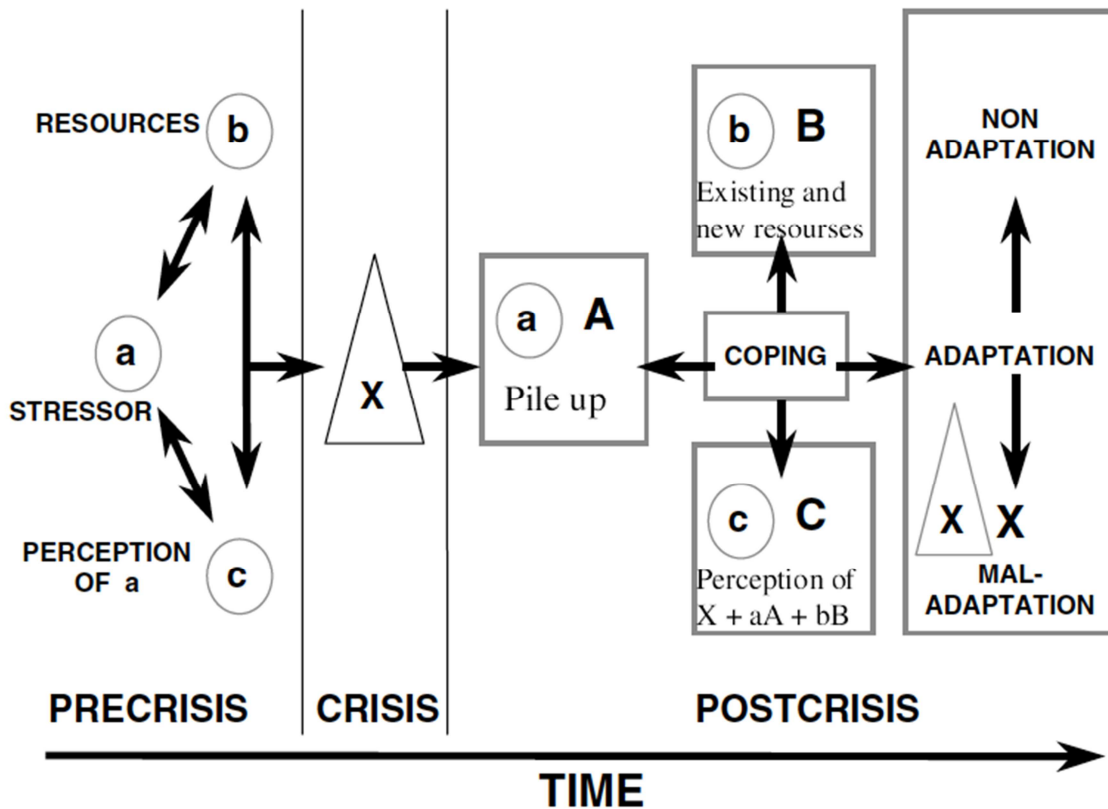 RESOURCES b
a
STRESSOR
PERCEPTION
OF a
c
X
a A
Pile up
b B
Existing and
new resourses
COPING
c C
Perception of
X + aA + bB
NON
ADAPTATION
ADAPTATION
X X
MAL-
ADAPTATION
PRECRISIS
CRISIS
POSTCRISIS
TIME